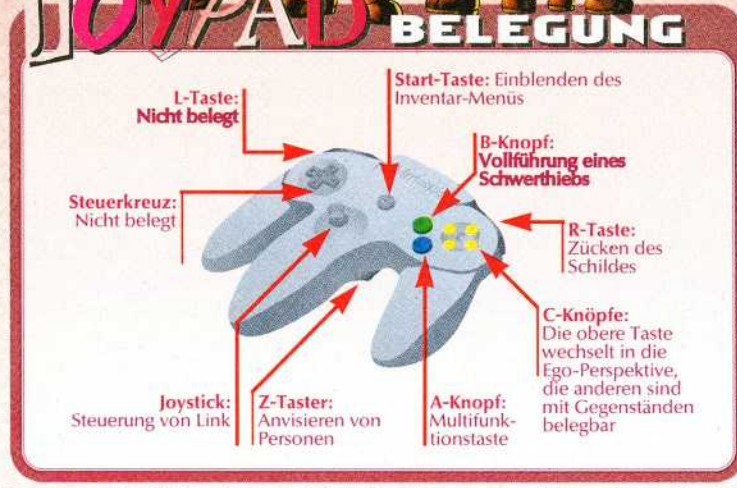 JOYPAD BELEGUNG
L-Taste:
Nicht belegt
Start-Taste: Einblenden des
Inventar-Menüs
B-Knopf:
Vollführung eines
Schwerthiebs
Steuerkreuz:
Nicht belegt
R-Taste:
Zücken des
Schildes
C-Knöpfe:
Die obere Taste
wechselt in die
Ego-Perspektive,
die anderen sind
mit Gegenständen
belegbar
Joystick:
Steuerung von Link
Z-Taster:
Anvisieren von
Personen
A-Knopf:
Multifunk-
tionstaste